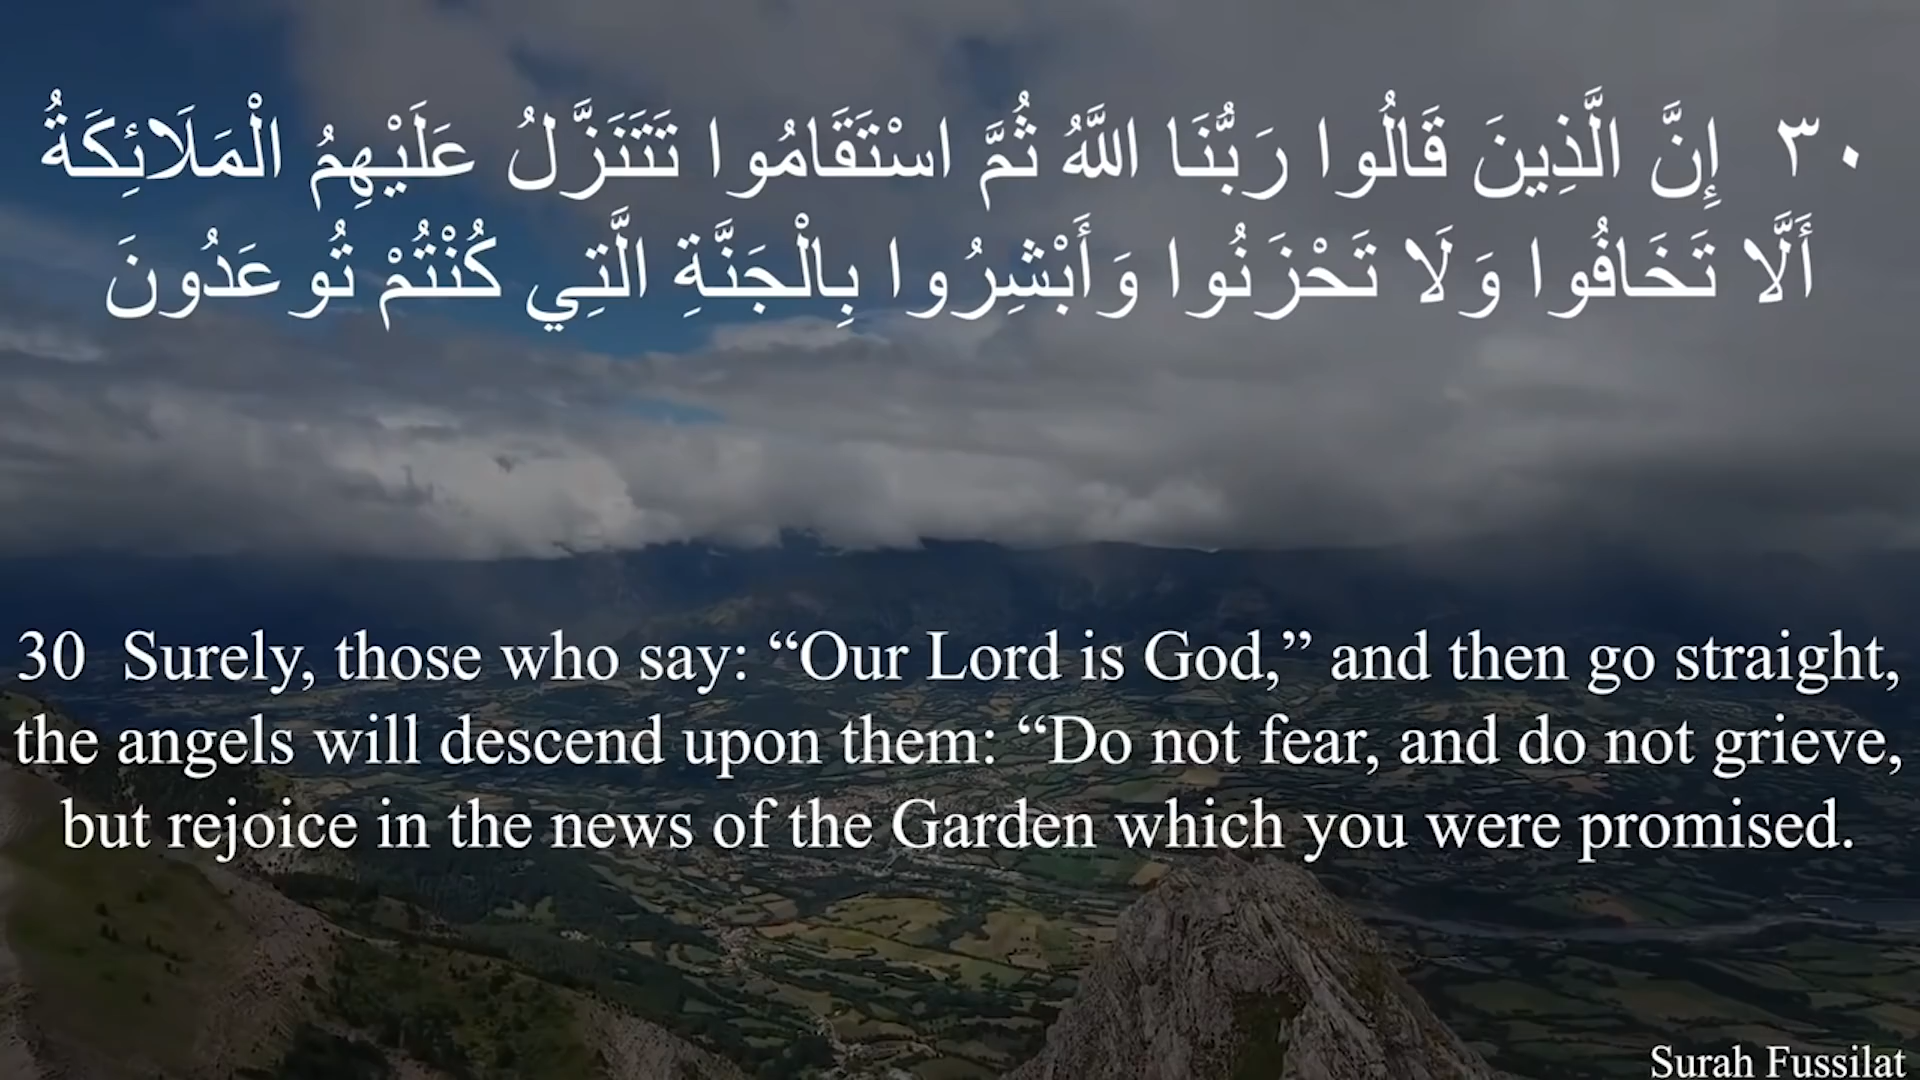 ٣٠ إِنَّ الَّذِينَ قَالُوا رَبُّنَا اللَّهُ ثُمَّ اسْتَقَامُوا تَتَنَزَّلُ عَلَيْهِمُ الْمَلَائِكَةُ
أَلَّا تَخَافُوا وَلَا تَحْزَنُوا وَأَبْشِرُوا بِالْجَنَّةِ الَّتِي كُنْتُمْ تُوعَدُونَ
30 Surely, those who say: “Our Lord is God,” and then go straight,
the angels will descend upon them: “Do not fear, and do not grieve,
but rejoice in the news of the Garden which you were promised.
Surah Fussilat